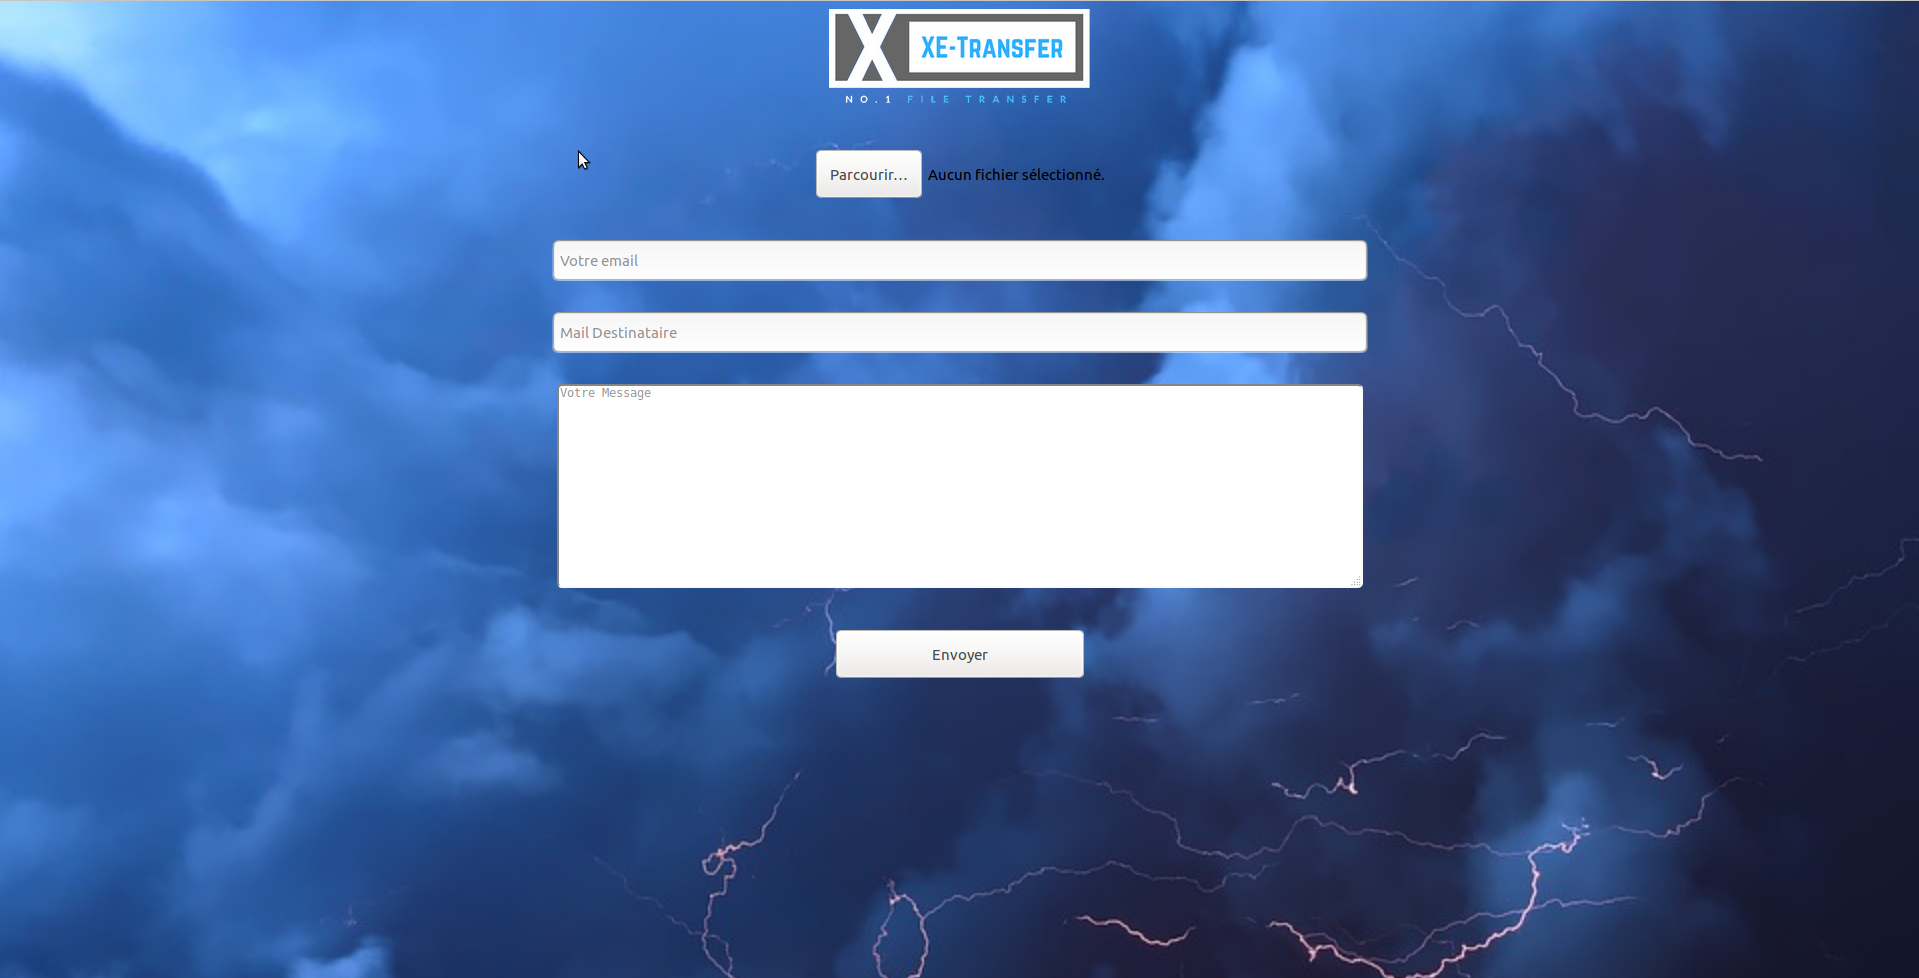 X XE-TRANSFER
NO.1 FILE TRANSFER
Parcourir... Aucun fichier sélectionné.
Votre email
Mail Destinataire
Votre Message
Envoyer